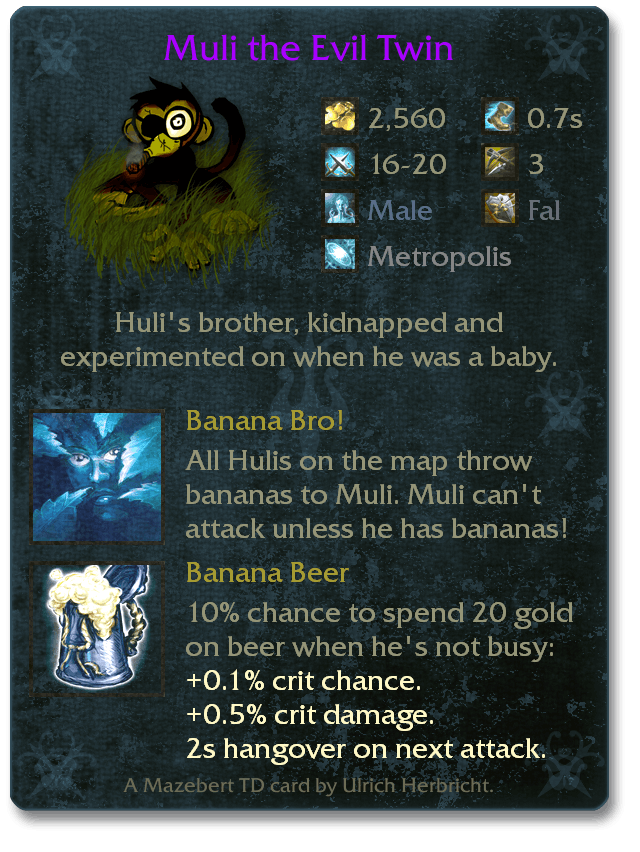 Muli the Evil Twin
2,560 0.7s
16-20 3
Male Fal
Metropolis
Huli's brother, kidnapped and
experimented on when he was a baby.
Banana Bro!
All Hulis on the map throw
bananas to Muli. Muli can't
attack unless he has bananas!
Banana Beer
10% chance to spend 20 gold
on beer when he's not busy:
+0.1% crit chance.
+0.5% crit damage.
2s hangover on next attack.
A Mazebert TD card by Ulrich Herbricht.